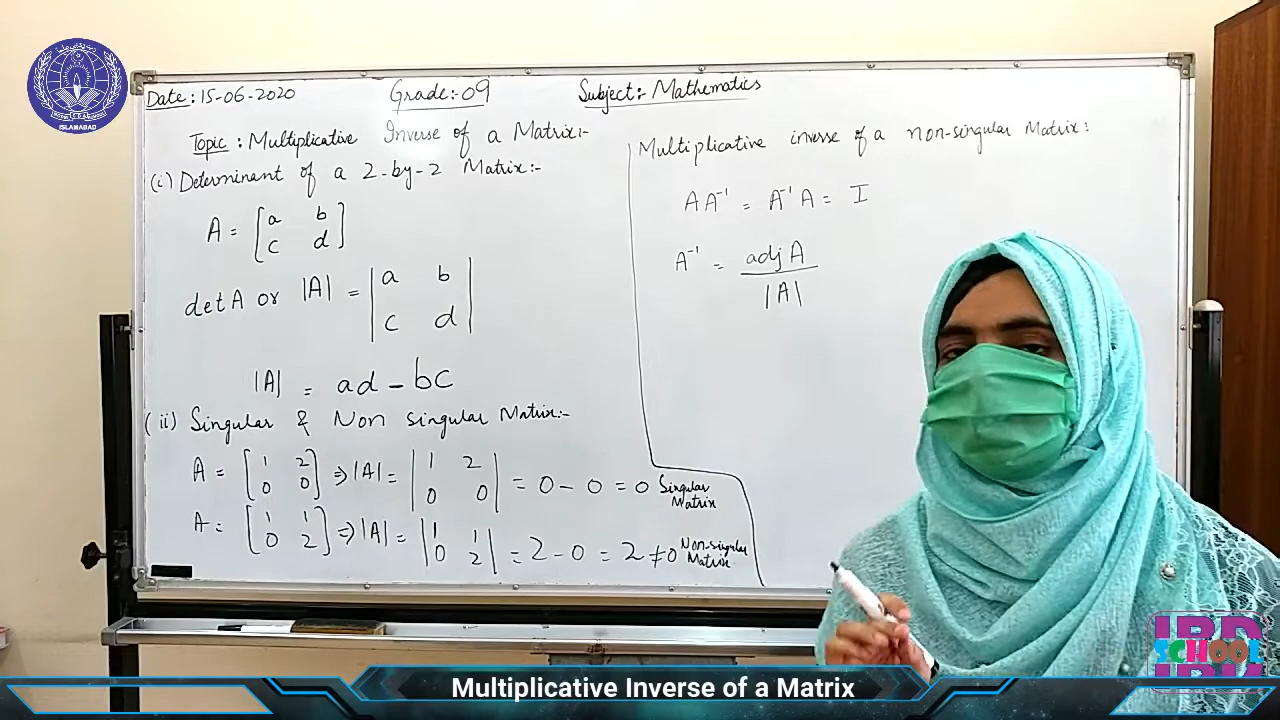 Date: 15-06-2020 Grade:-09 Subject:- Mathematics
Topic: Multiplicative Inverse of a Matrix:-
(i) Determinant of a 2-by-2 Matrix:-
A = [a b
c d]
det A or |A| = |a b
c d|
|A| = ad - bc
(ii) Singular & Non singular Matrix:-
A = [1 2
0 0] ⇒ |A| = |1 2
0 0| = 0 - 0 = 0 Singular
Matrix
A = [1 1
0 2] ⇒ |A| = |1 1
0 2| = 2 - 0 = 2 ≠ 0 Non-singular
Matrix
Multiplicative inverse of a non-singular Matrix:
AA⁻¹ = A⁻¹A = I
A⁻¹ = adj A
|A|
ISLAMABAD
IBD
SCHOOL
Multiplicative Inverse of a Matrix